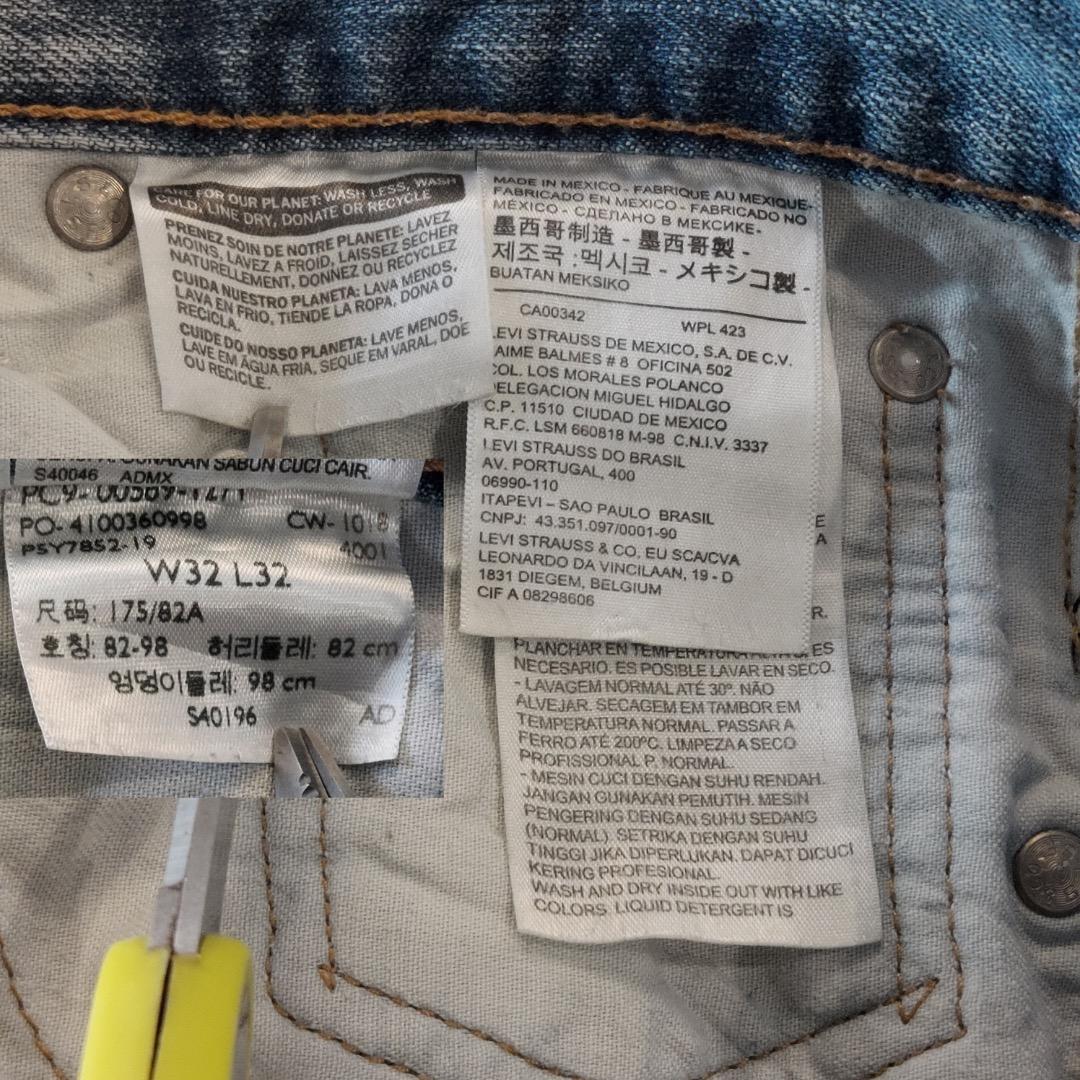 CARE FOR OUR PLANET: WASH LESS, WASH
COLD, LINE DRY, DONATE OR RECYCLE
PRENEZ SOIN DE NOTRE PLANETE: LAVEZ
MOINS, LAVEZ A FROID, LAISSEZ SECHER
NATURELLEMENT, DONNEZ OU RECYCLEZ
CUIDA NUESTRO PLANETA: LAVA MENOS,
LAVA EN FRIO, TIENDE LA ROPA, DONA O
RECICLA.
CUIDE DO NOSSO PLANETA: LAVE MENOS,
LAVE EM ÁGUA FRIA, SEQUE EM VARAL, DOE
OU RECICLE.
MADE IN MEXICO - FABRIQUE AU MEXIQUE-
FABRICADO EN MEXICO - FABRICADO NO
MÉXICO - СДЕЛАНО В МЕКСИКЕ-
墨西哥制造 - 墨西哥製 -
제조국 :멕시코 - メキシコ製 -
BUATAN MEKSIKO
CA00342 WPL 423
LEVI STRAUSS DE MEXICO, S.A. DE C.V.
JAIME BALMES # 8 OFICINA 502
COL. LOS MORALES POLANCO
DELEGACION MIGUEL HIDALGO
C.P. 11510 CIUDAD DE MEXICO
R.F.C. LSM 660818 M-98 C.N.I.V. 3337
LEVI STRAUSS DO BRASIL
AV. PORTUGAL, 400
06990-110
ITAPEVI – SAO PAULO BRASIL
CNPJ: 43.351.097/0001-90
LEVI STRAUSS & CO. EU SCA/CVA
LEONARDO DA VINCILAAN, 19 - D
1831 DIEGEM, BELGIUM
CIF A 08298606
E
A
R.
PLANCHAR EN TEMPERATURA ALTA SI ES
NECESARIO. ES POSIBLE LAVAR EN SECO.
- LAVAGEM NORMAL ATÉ 30º. NÃO
ALVEJAR. SECAGEM EM TAMBOR EM
TEMPERATURA NORMAL. PASSAR A
FERRO ATÉ 200ºC. LIMPEZA A SECO
PROFISSIONAL P. NORMAL.
- MESIN CUCI DENGAN SUHU RENDAH.
JANGAN GUNAKAN PEMUTIH. MESIN
PENGERING DENGAN SUHU SEDANG
(NORMAL). SETRIKA DENGAN SUHU
TINGGI JIKA DIPERLUKAN. DAPAT DICUCI
KERING PROFESIONAL.
WASH AND DRY INSIDE OUT WITH LIKE
COLORS. LIQUID DETERGENT IS
GUNAKAN SABUN CUCI CAIR.
S40046 ADMX
PC9-00589-1271
PO-4100360998 CW-1018
PSY7852-19 4001
W32 L32
尺码: 175/82A
호칭: 82-98 허리둘레: 82 cm
엉덩이둘레: 98 cm
S40196 AD